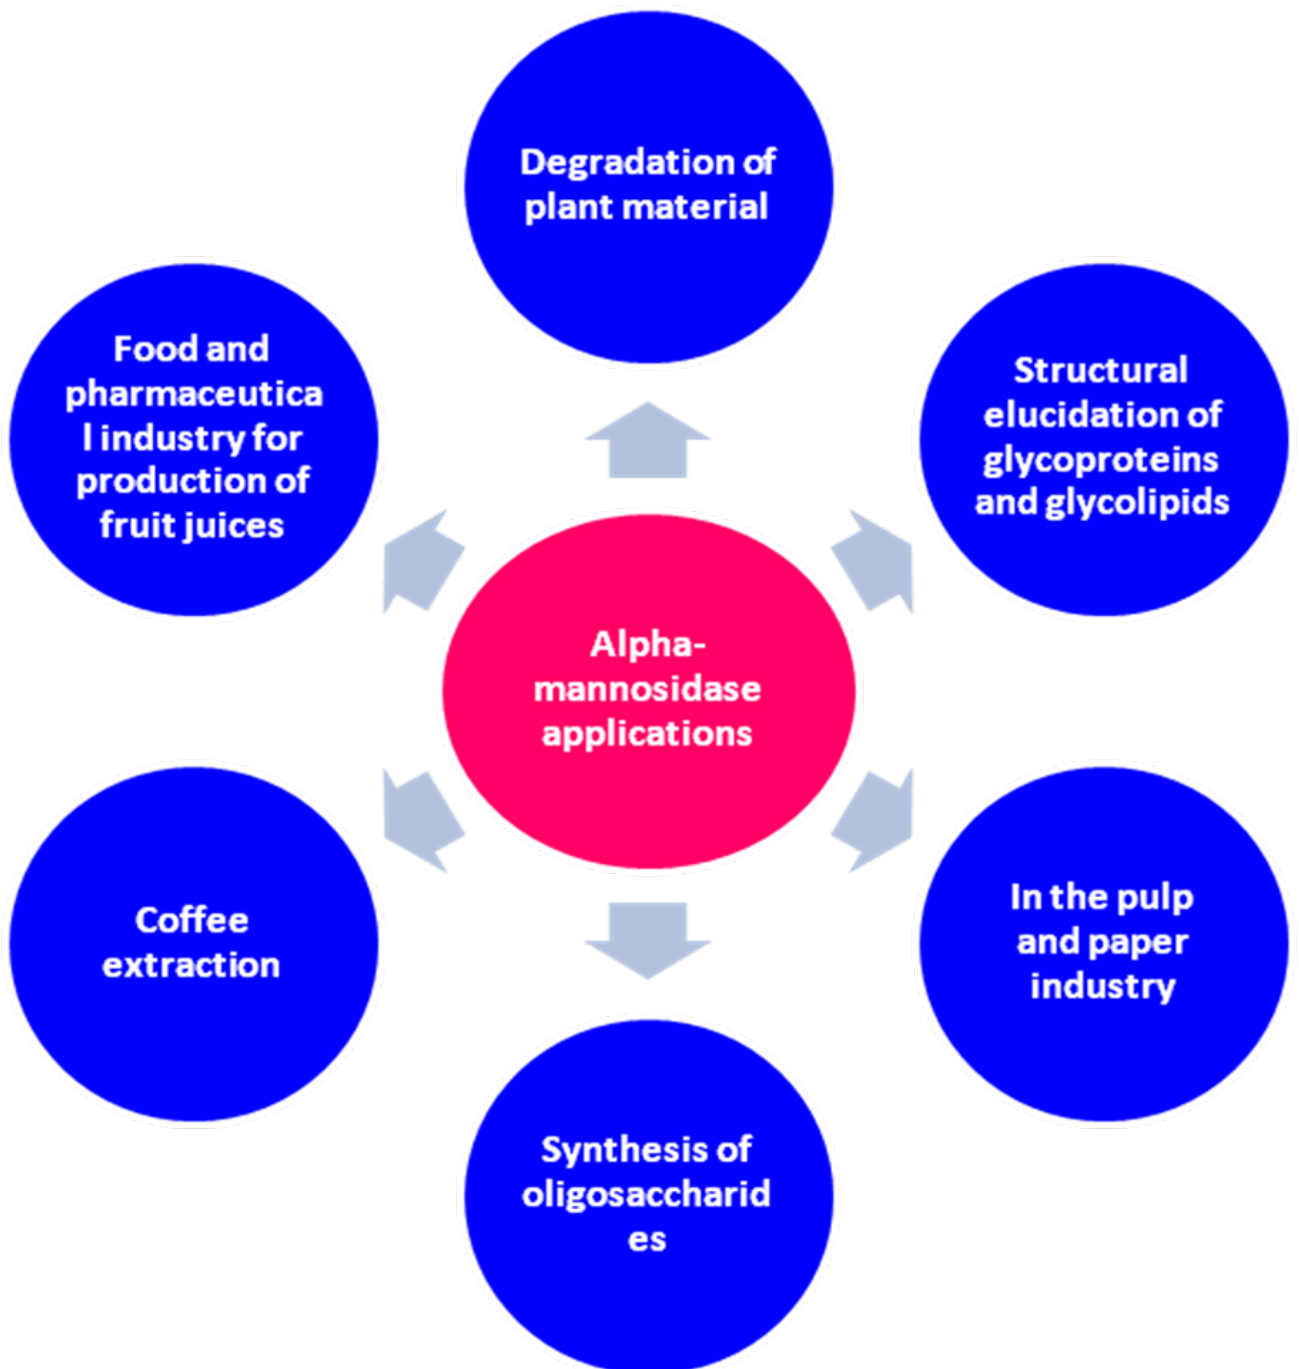 Degradation of
plant material
Food and
pharmaceutica
l industry for
production of
fruit juices
Structural
elucidation of
glycoproteins
and glycolipids
Alpha-
mannosidase
applications
Coffee
extraction
In the pulp
and paper
industry
Synthesis of
oligosaccharid
es